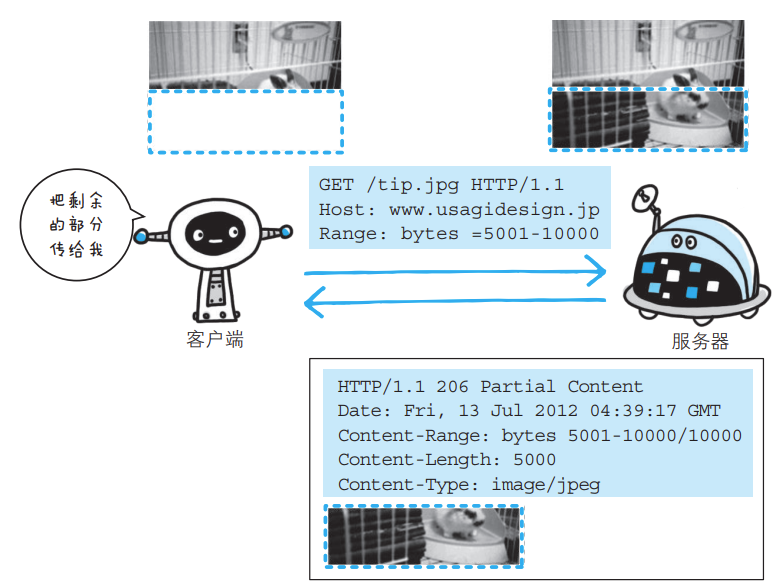 GET /tip.jpg HTTP/1.1
Host: www.usagidesign.jp
Range: bytes =5001-10000
把剩余
的部分
传给我
客户端
服务器
HTTP/1.1 206 Partial Content
Date: Fri, 13 Jul 2012 04:39:17 GMT
Content-Range: bytes 5001-10000/10000
Content-Length: 5000
Content-Type: image/jpeg